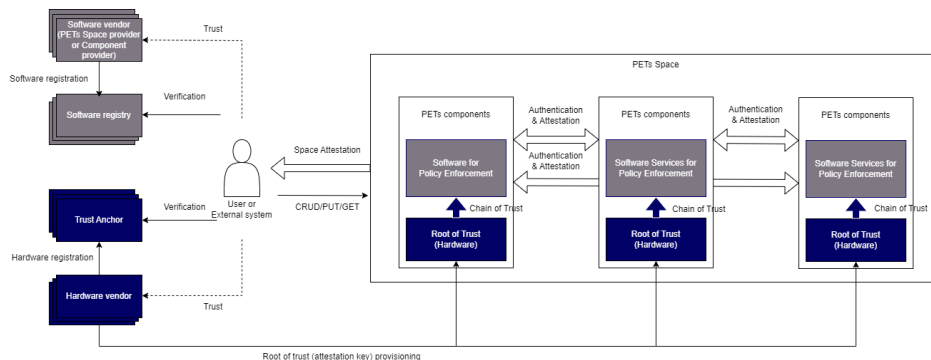 Software vendor
(PETs Space provider
or Component
provider)
Trust
Software registration
Software registry
Verification
User or
External system
Space Attestation
CRUD/PUT/GET
Trust Anchor
Verification
Hardware registration
Hardware vendor
Trust
Root of trust (attestation key) provisioning
PETs Space
PETs components
Software for
Policy Enforcement
Chain of Trust
Root of Trust
(Hardware)
Authentication
& Attestation
Authentication
& Attestation
PETs components
Software Services for
Policy Enforcement
Chain of Trust
Root of Trust
(Hardware)
Authentication
& Attestation
PETs components
Software Services for
Policy Enforcement
Chain of Trust
Root of Trust
(Hardware)